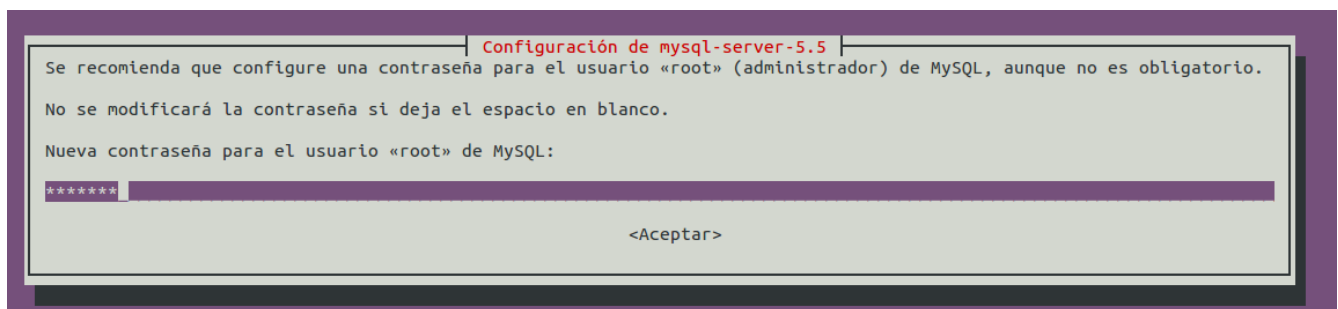 Configuración de mysql-server-5.5
Se recomienda que configure una contraseña para el usuario «root» (administrador) de MySQL, aunque no es obligatorio.
No se modificará la contraseña si deja el espacio en blanco.
Nueva contraseña para el usuario «root» de MySQL:
*******_
<Aceptar>